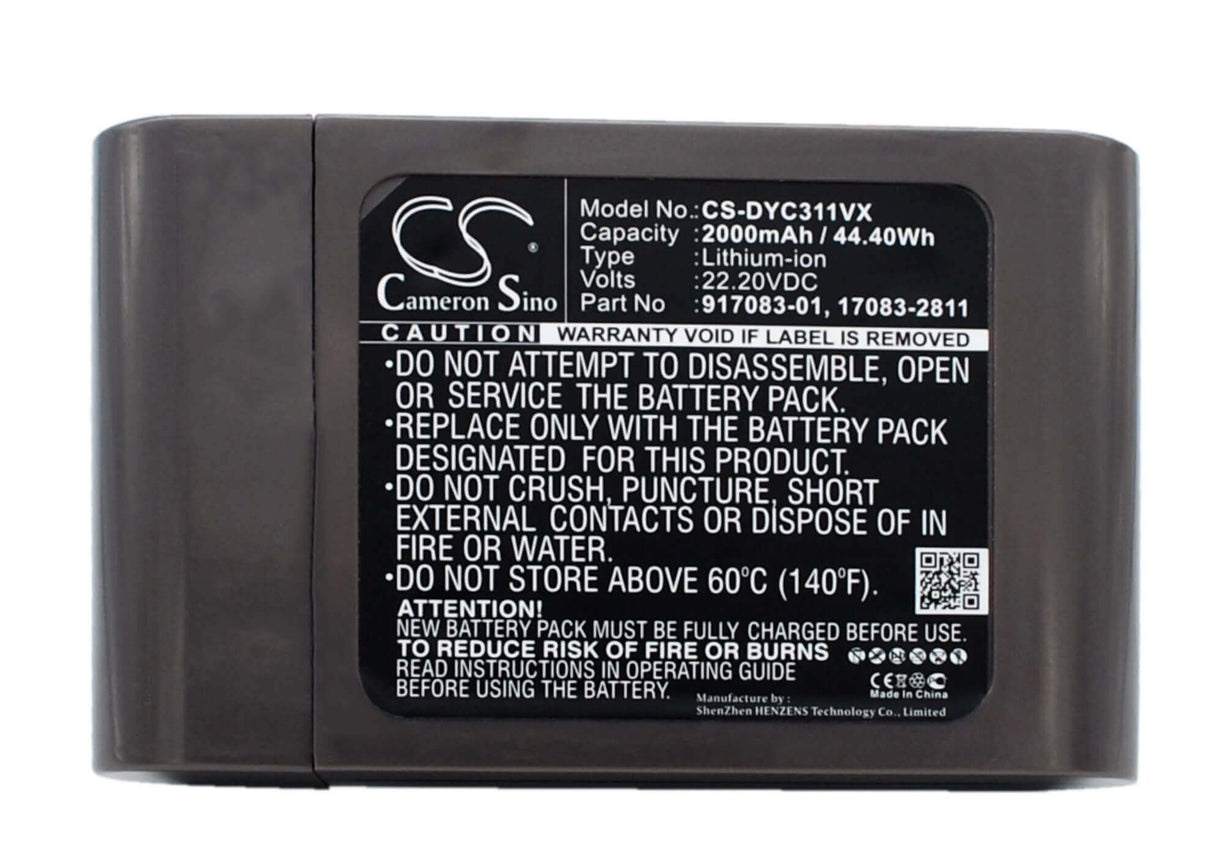 CS®
Cameron Sino
Model No.:CS-DYC311VX
Capacity :2000mAh / 44.40Wh
Type :Lithium-ion
Volts :22.20VDC
Part No :917083-01, 17083-2811
CAUTION WARRANTY VOID IF LABEL IS REMOVED
•DO NOT ATTEMPT TO DISASSEMBLE, OPEN
OR SERVICE THE BATTERY PACK.
•REPLACE ONLY WITH THE BATTERY PACK
DESIGNATED FOR THIS PRODUCT.
•DO NOT CRUSH, PUNCTURE, SHORT
EXTERNAL CONTACTS OR DISPOSE OF IN
FIRE OR WATER.
•DO NOT STORE ABOVE 60°C (140°F).
ATTENTION!
NEW BATTERY PACK MUST BE FULLY CHARGED BEFORE USE.
TO REDUCE RISK OF FIRE OR BURNS
READ INSTRUCTIONS IN OPERATING GUIDE
BEFORE USING THE BATTERY.
CE
Made In China
Manufacture by :
ShenZhen HENZENS Technology Co., Limited